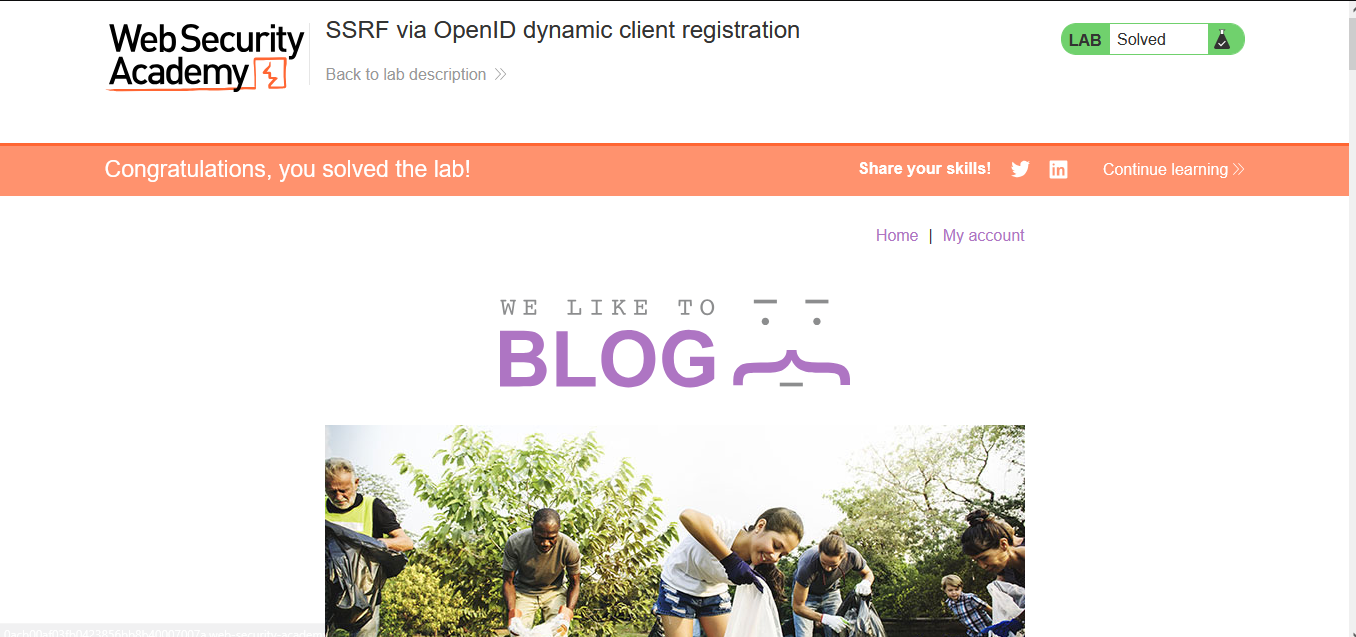 Web Security
Academy
SSRF via OpenID dynamic client registration
Back to lab description
LAB Solved
Congratulations, you solved the lab!
Share your skills!
Continue learning
Home | My account
WE LIKE TO
BLOG